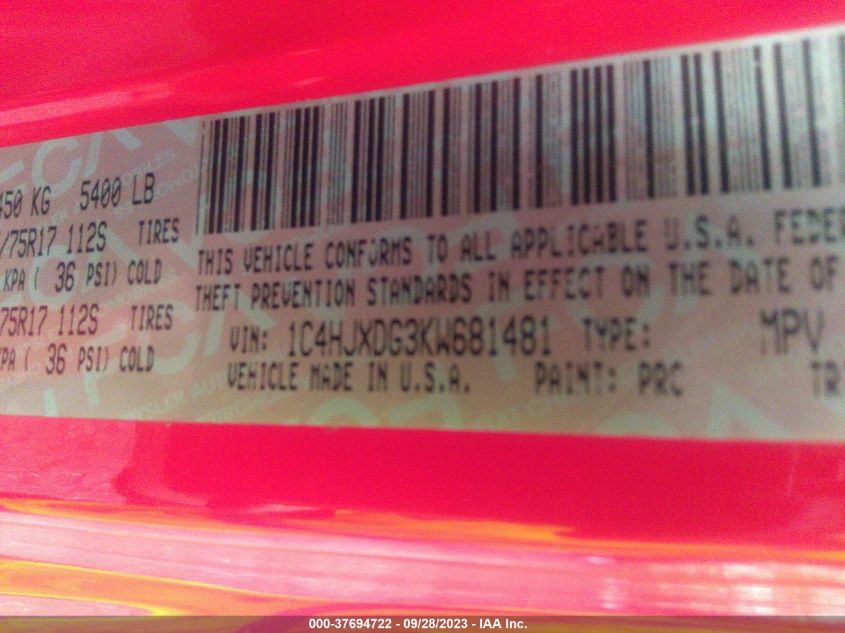 450 KG 5400 LB
/75R17 112S TIRES
KPA ( 36 PSI) COLD
75R17 112S TIRES
KPA ( 36 PSI) COLD
THIS VEHICLE CONFORMS TO ALL APPLICABLE U.S.A. FEDER
THEFT PREVENTION STANDARDS IN EFFECT ON THE DATE OF
VIN: 1C4HJXDG3KW681481 TYPE: MPV
VEHICLE MADE IN U.S.A. PAINT: PRC TR
000-37694722 - 09/28/2023 - IAA Inc.